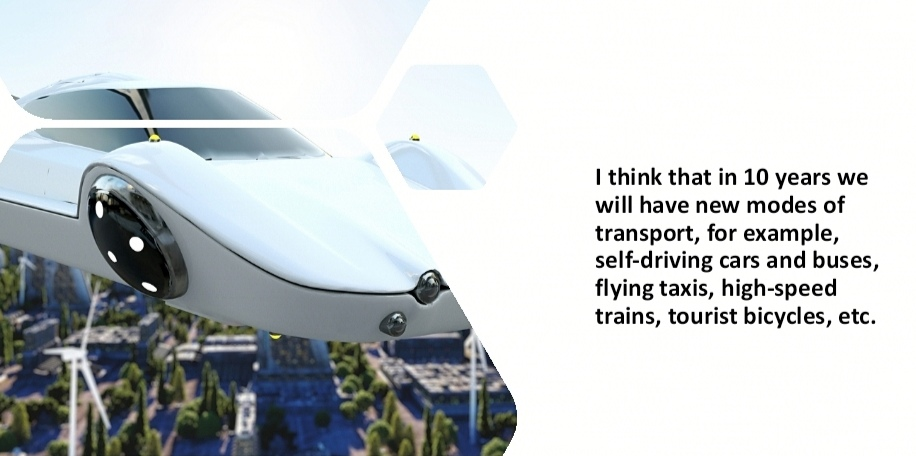 I think that in 10 years we
will have new modes of
transport, for example,
self-driving cars and buses,
flying taxis, high-speed
trains, tourist bicycles, etc.